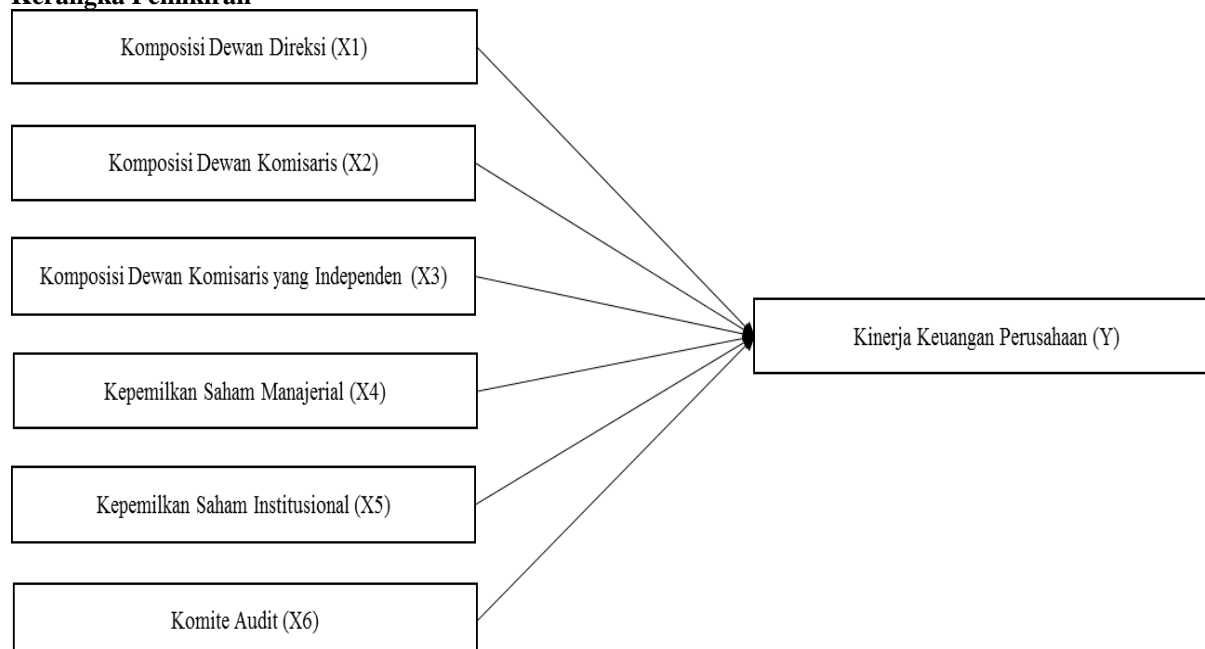 Kerangka Pemikiran
Komposisi Dewan Direksi (X1)
Komposisi Dewan Komisaris (X2)
Komposisi Dewan Komisaris yang Independen (X3)
Kepemilkan Saham Manajerial (X4)
Kepemilkan Saham Institusional (X5)
Komite Audit (X6)
Kinerja Keuangan Perusahaan (Y)